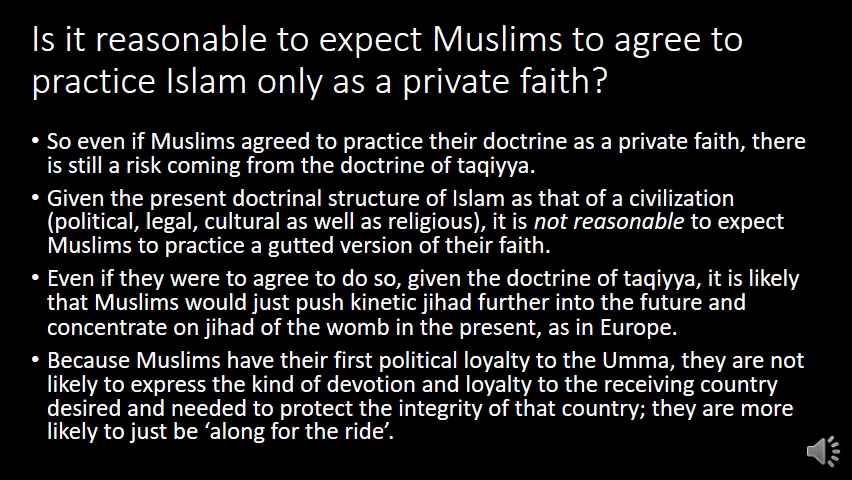 Is it reasonable to expect Muslims to agree to
practice Islam only as a private faith?
• So even if Muslims agreed to practice their doctrine as a private faith, there
is still a risk coming from the doctrine of taqiyya.
• Given the present doctrinal structure of Islam as that of a civilization
(political, legal, cultural as well as religious), it is not reasonable to expect
Muslims to practice a gutted version of their faith.
• Even if they were to agree to do so, given the doctrine of taqiyya, it is likely
that Muslims would just push kinetic jihad further into the future and
concentrate on jihad of the womb in the present, as in Europe.
• Because Muslims have their first political loyalty to the Umma, they are not
likely to express the kind of devotion and loyalty to the receiving country
desired and needed to protect the integrity of that country; they are more
likely to just be ‘along for the ride’.